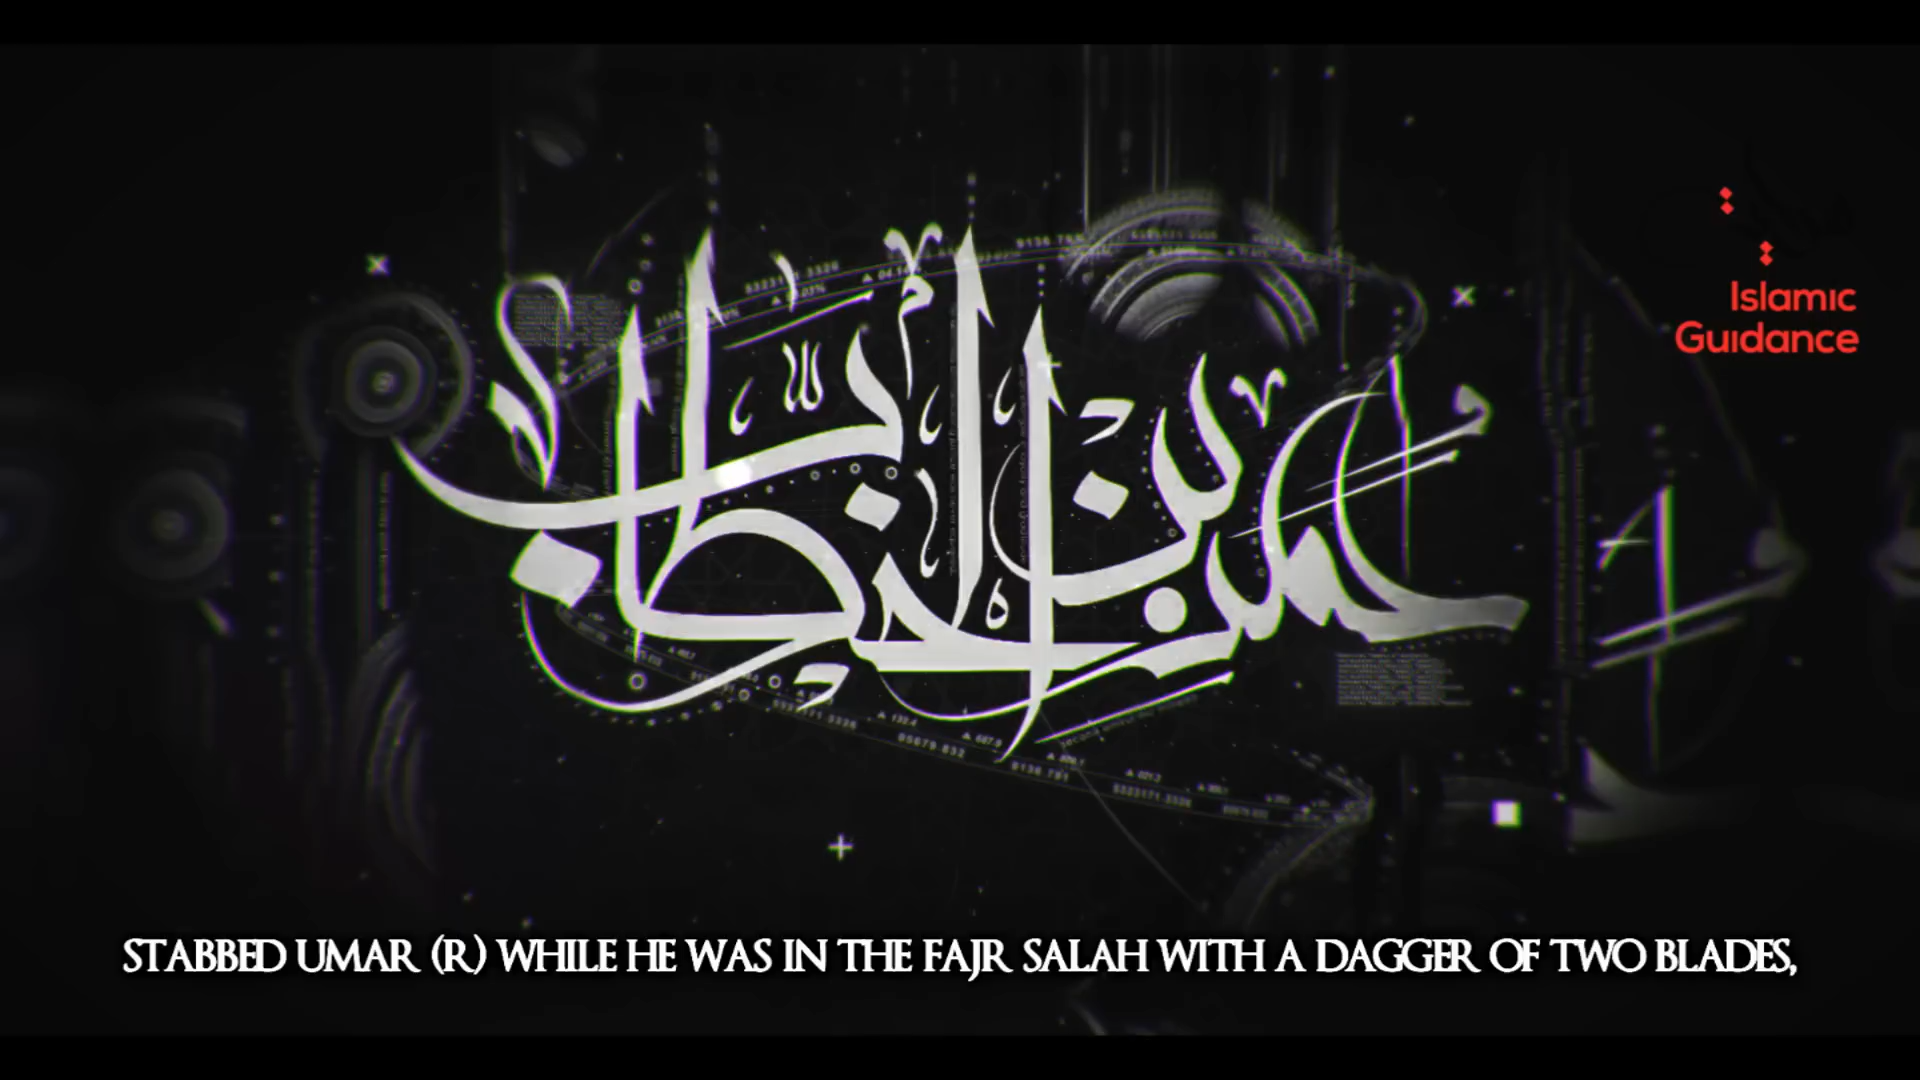 عمر بن الخطاب
Islamic
Guidance
STABBED UMAR (R) WHILE HE WAS IN THE FAJR SALAH WITH A DAGGER OF TWO BLADES,